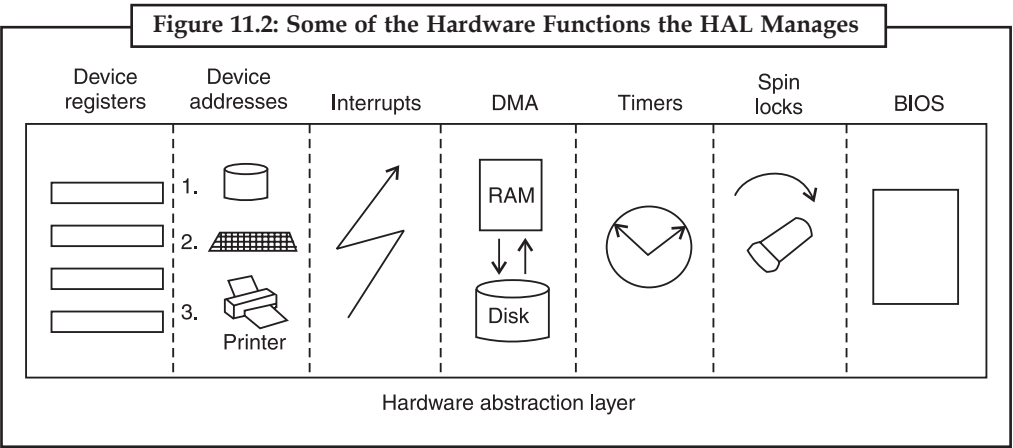 Figure 11.2: Some of the Hardware Functions the HAL Manages
Device
registers
Device
addresses
Interrupts
DMA
Timers
Spin
locks
BIOS
1.
2.
3.
Printer
RAM
Disk
Hardware abstraction layer